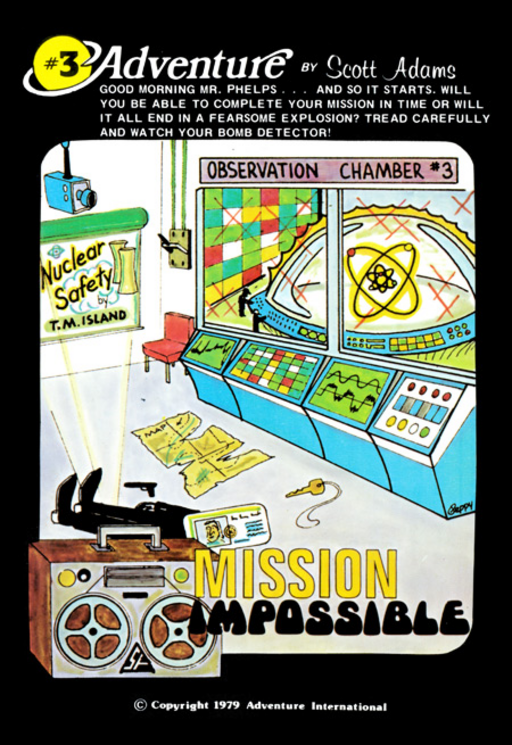 #3 Adventure BY Scott Adams
GOOD MORNING MR. PHELPS . . . AND SO IT STARTS. WILL
YOU BE ABLE TO COMPLETE YOUR MISSION IN TIME OR WILL
IT ALL END IN A FEARSOME EXPLOSION? TREAD CAREFULLY
AND WATCH YOUR BOMB DETECTOR!
OBSERVATION CHAMBER #3
Nuclear
Safety
by
T.M. ISLAND
MAP
MISSION
IMPOSSIBLE
© Copyright 1979 Adventure International